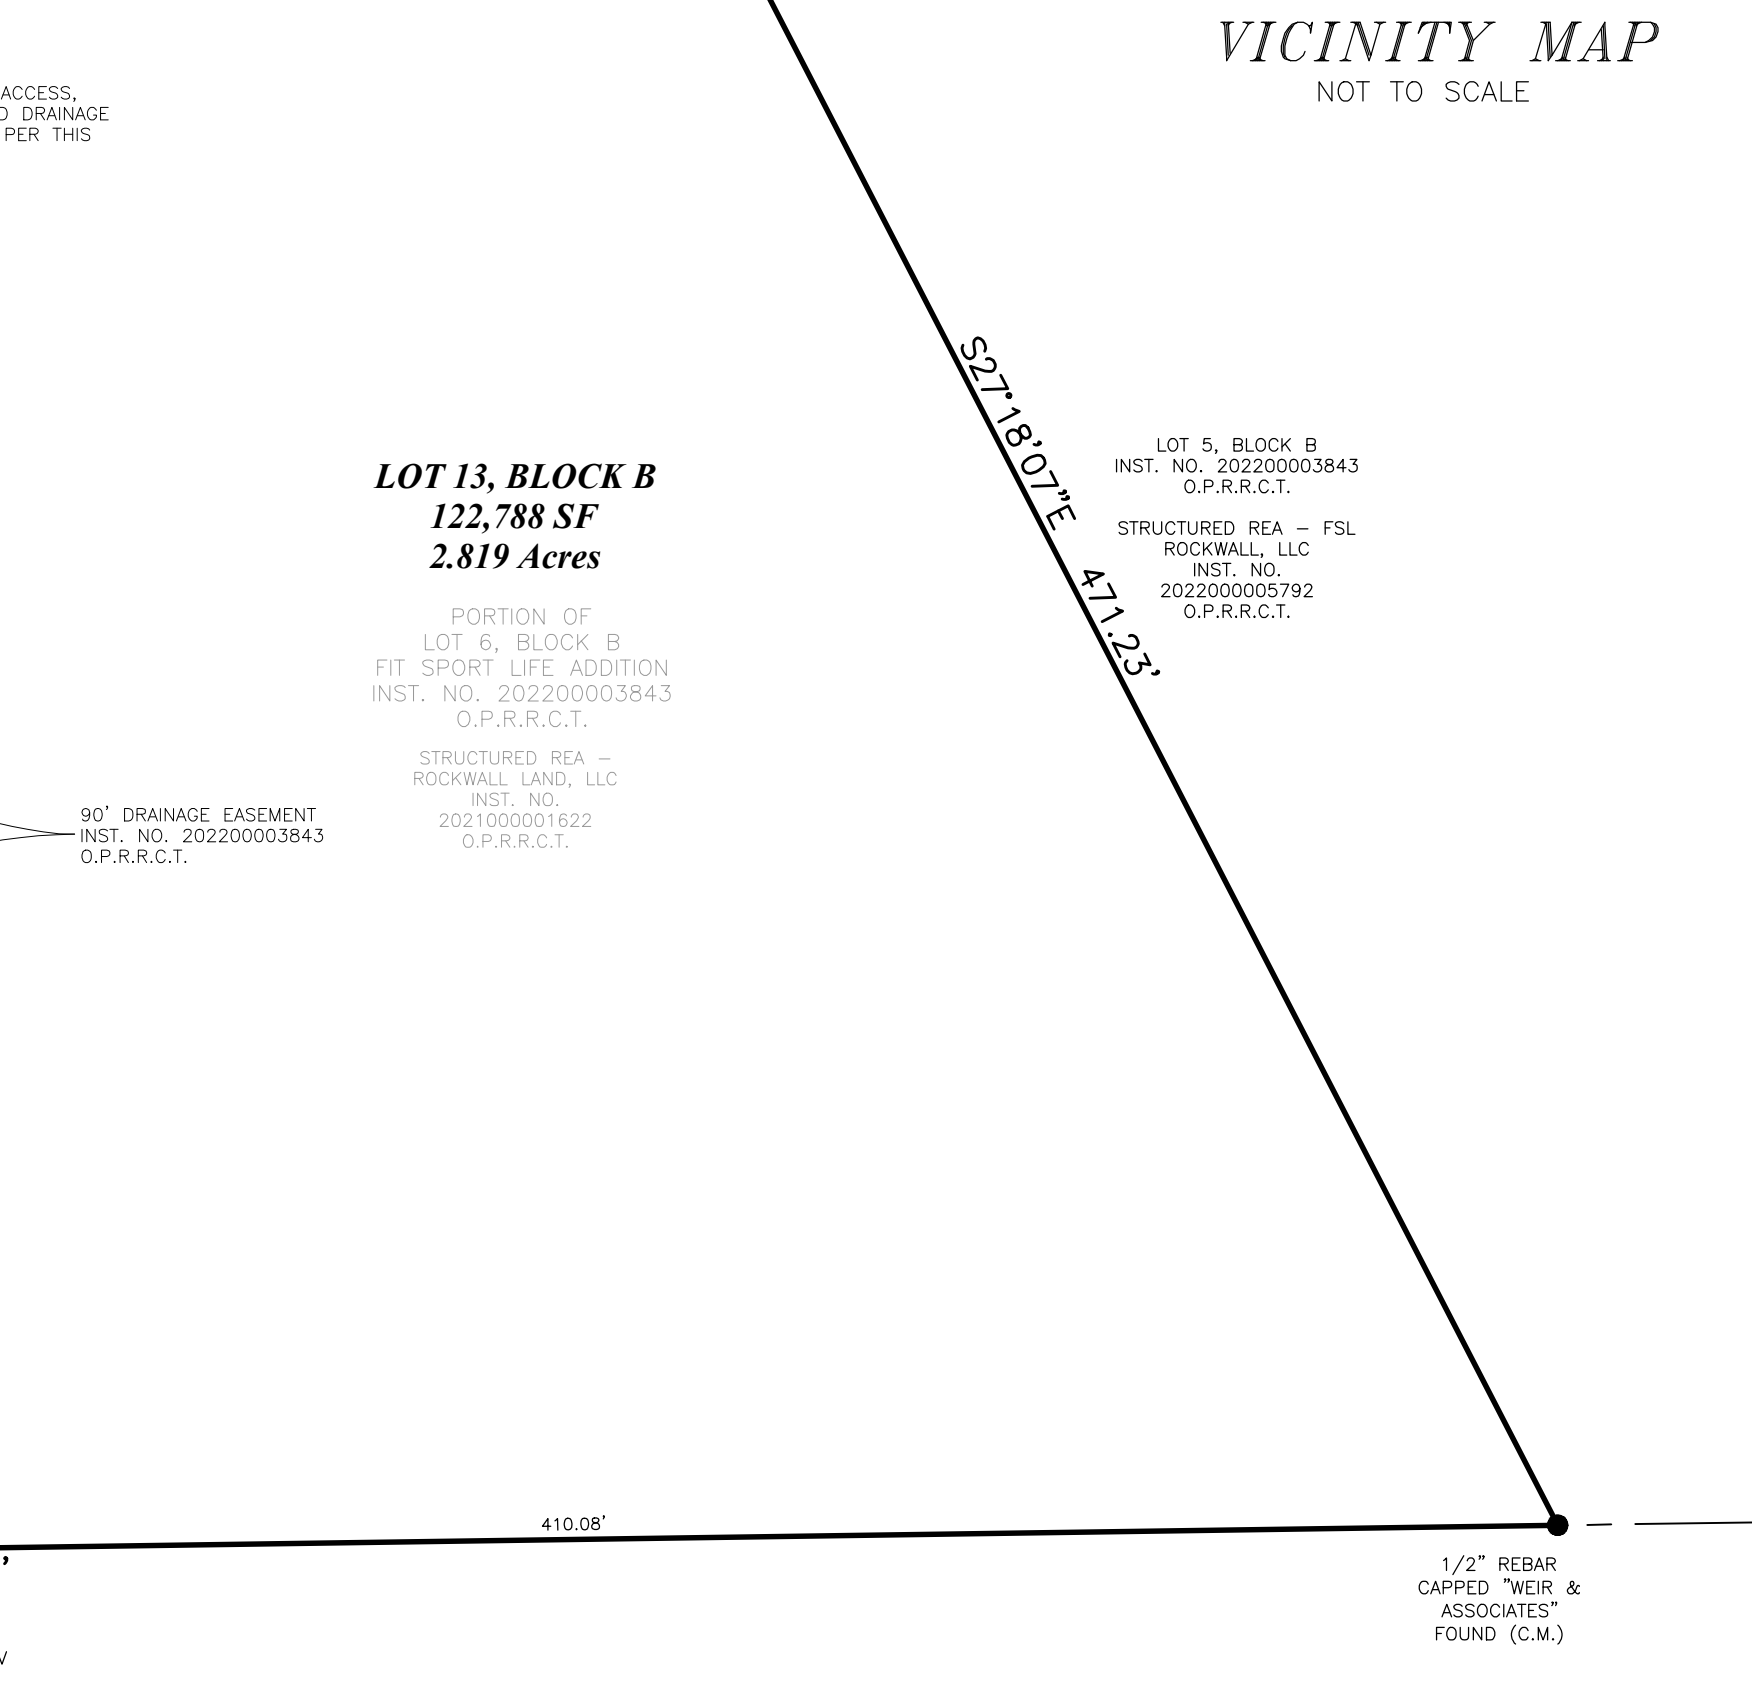 VICINITY MAP
NOT TO SCALE
ACCESS,
DRAINAGE
PER THIS
S27°18'07"E 471.23'
LOT 5, BLOCK B
INST. NO. 202200003843
O.P.R.R.C.T.
STRUCTURED REA – FSL
ROCKWALL, LLC
INST. NO.
2022000005792
O.P.R.R.C.T.
LOT 13, BLOCK B
122,788 SF
2.819 Acres
PORTION OF
LOT 6, BLOCK B
FIT SPORT LIFE ADDITION
INST. NO. 202200003843
O.P.R.R.C.T.
STRUCTURED REA –
ROCKWALL LAND, LLC
INST. NO.
2021000001622
O.P.R.R.C.T.
90' DRAINAGE EASEMENT
INST. NO. 202200003843
O.P.R.R.C.T.
410.08'
1/2" REBAR
CAPPED "WEIR &
ASSOCIATES"
FOUND (C.M.)